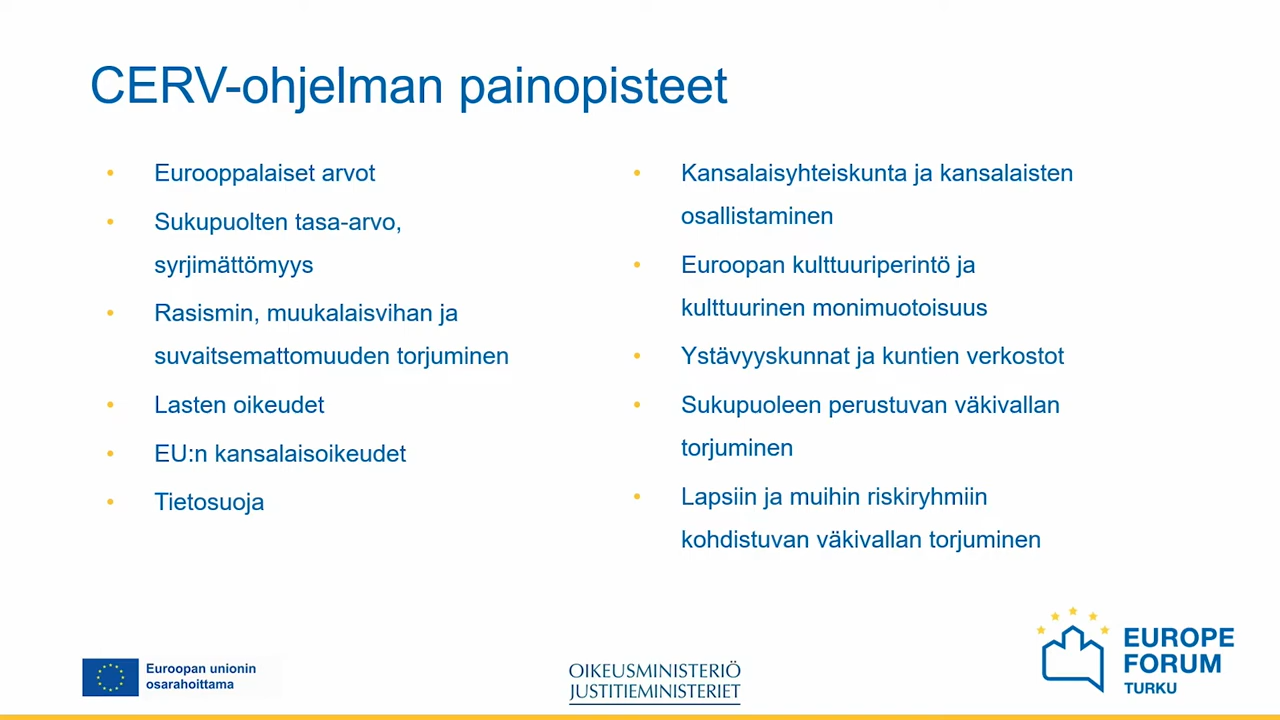 CERV-ohjelman painopisteet
• Eurooppalaiset arvot
• Sukupuolten tasa-arvo,
syrjimättömyys
• Rasismin, muukalaisvihan ja
suvaitsemattomuuden torjuminen
• Lasten oikeudet
• EU:n kansalaisoikeudet
• Tietosuoja
• Kansalaisyhteiskunta ja kansalaisten
osallistaminen
• Euroopan kulttuuriperintö ja
kulttuurinen monimuotoisuus
• Ystävyyskunnat ja kuntien verkostot
• Sukupuoleen perustuvan väkivallan
torjuminen
• Lapsiin ja muihin riskiryhmiin
kohdistuvan väkivallan torjuminen
Euroopan unionin
osarahoittama
OIKEUSMINISTERIÖ
JUSTITIEMINISTERIET
EUROPE
FORUM
TURKU